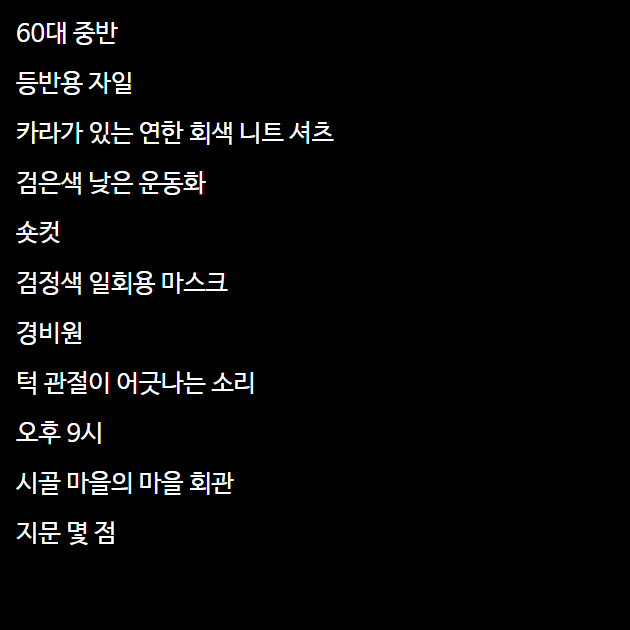 60대 중반
등반용 자일
카라가 있는 연한 회색 니트 셔츠
검은색 낮은 운동화
숏컷
검정색 일회용 마스크
경비원
턱 관절이 어긋나는 소리
오후 9시
시골 마을의 마을 회관
지문 몇 점